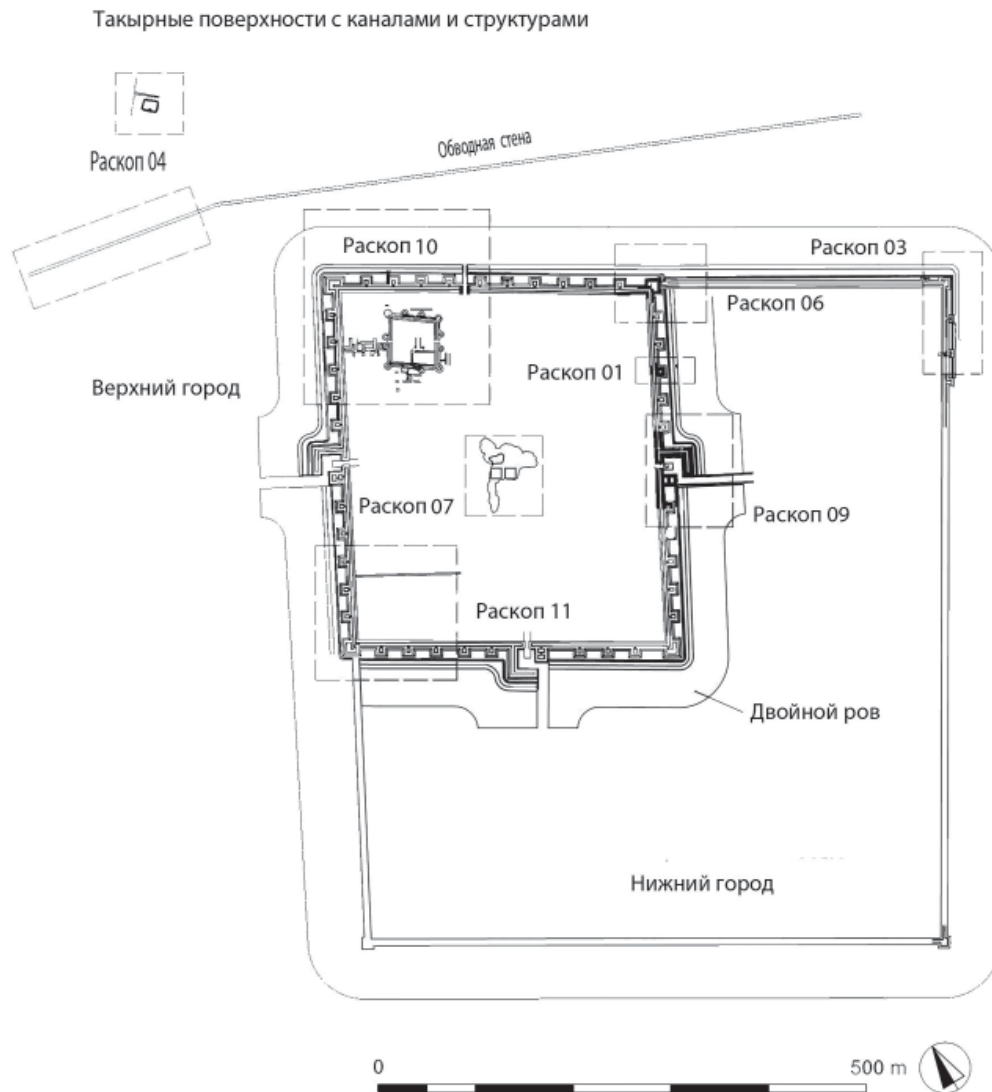 Такырные поверхности с каналами и структурами
Раскоп 04
Обводная стена
Раскоп 10
Раскоп 03
Раскоп 06
Раскоп 01
Верхний город
Раскоп 07
Раскоп 09
Раскоп 11
Двойной ров
Нижний город
0
500 m